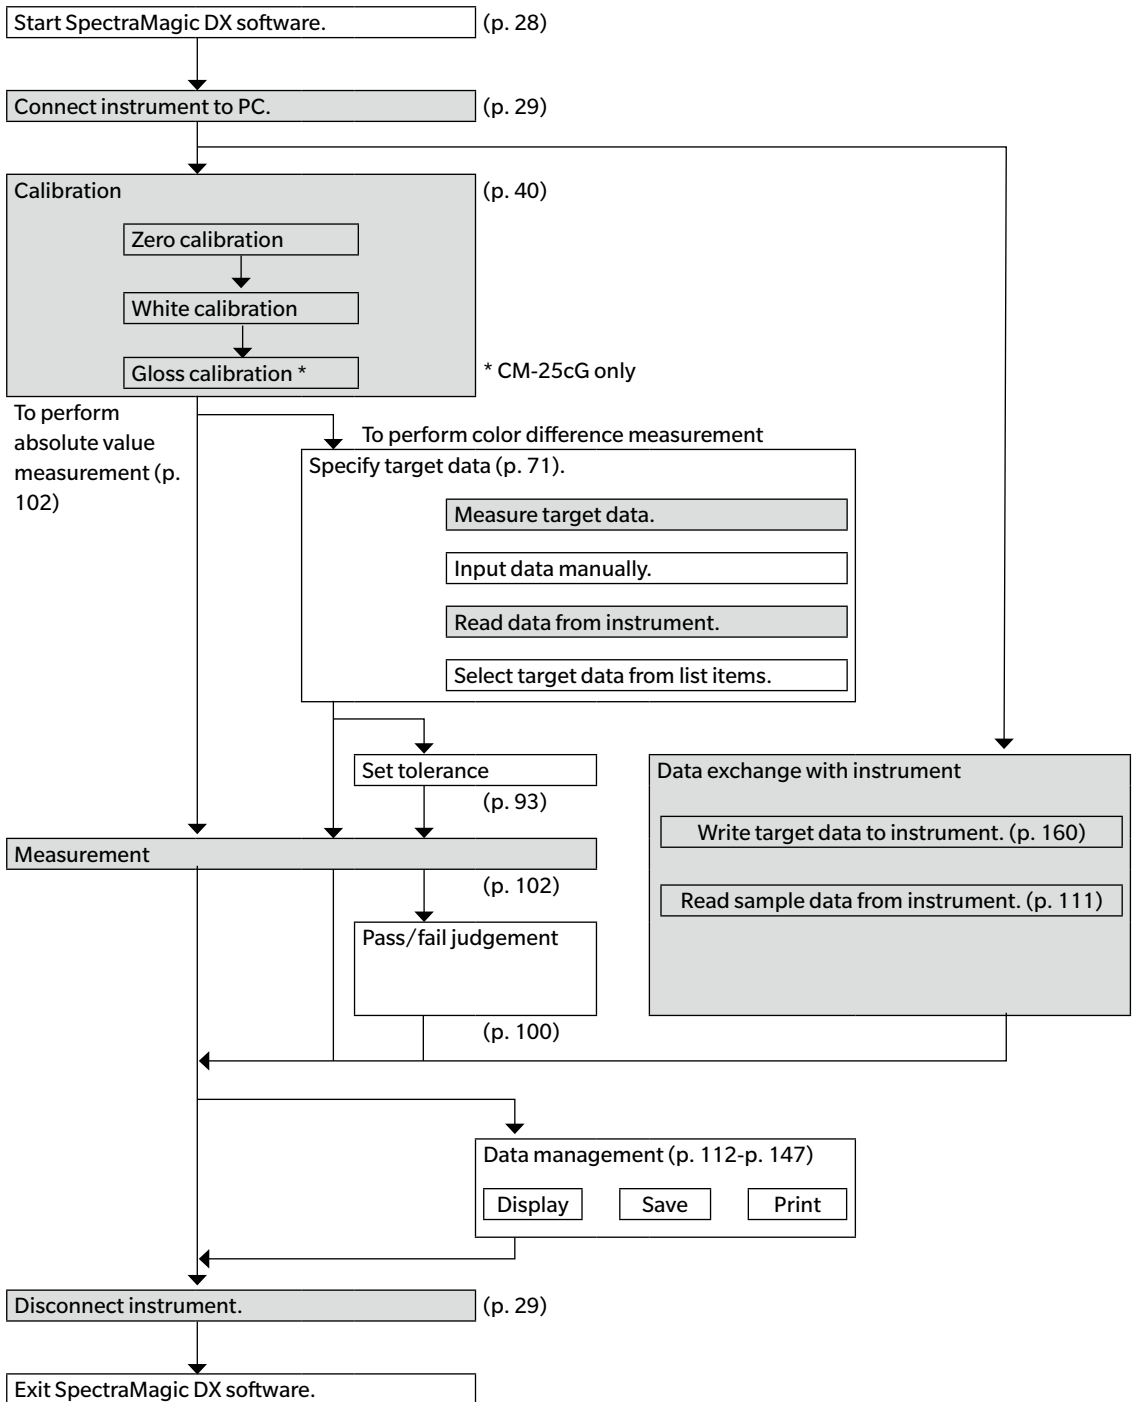 Start SpectraMagic DX software.
(p. 28)
Connect instrument to PC.
(p. 29)
Calibration
(p. 40)
Zero calibration
White calibration
Gloss calibration *
* CM-25cG only
To perform
absolute value
measurement (p.
102)
To perform color difference measurement
Specify target data (p. 71).
Measure target data.
Input data manually.
Read data from instrument.
Select target data from list items.
Set tolerance
(p. 93)
Data exchange with instrument
Write target data to instrument. (p. 160)
Read sample data from instrument. (p. 111)
Measurement
(p. 102)
Pass/fail judgement
(p. 100)
Data management (p. 112-p. 147)
Display
Save
Print
Disconnect instrument.
(p. 29)
Exit SpectraMagic DX software.